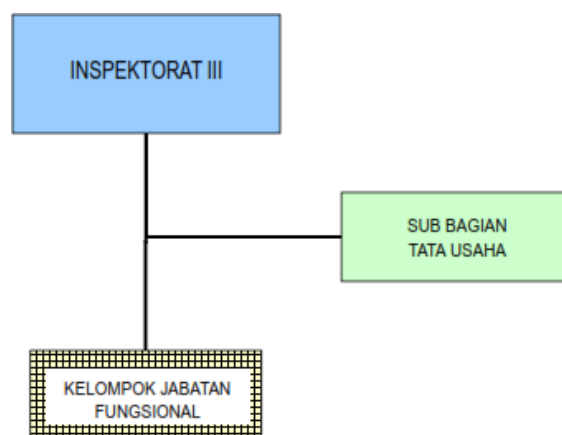 INSPEKTORAT III
SUB BAGIAN
TATA USAHA
KELOMPOK JABATAN
FUNGSIONAL